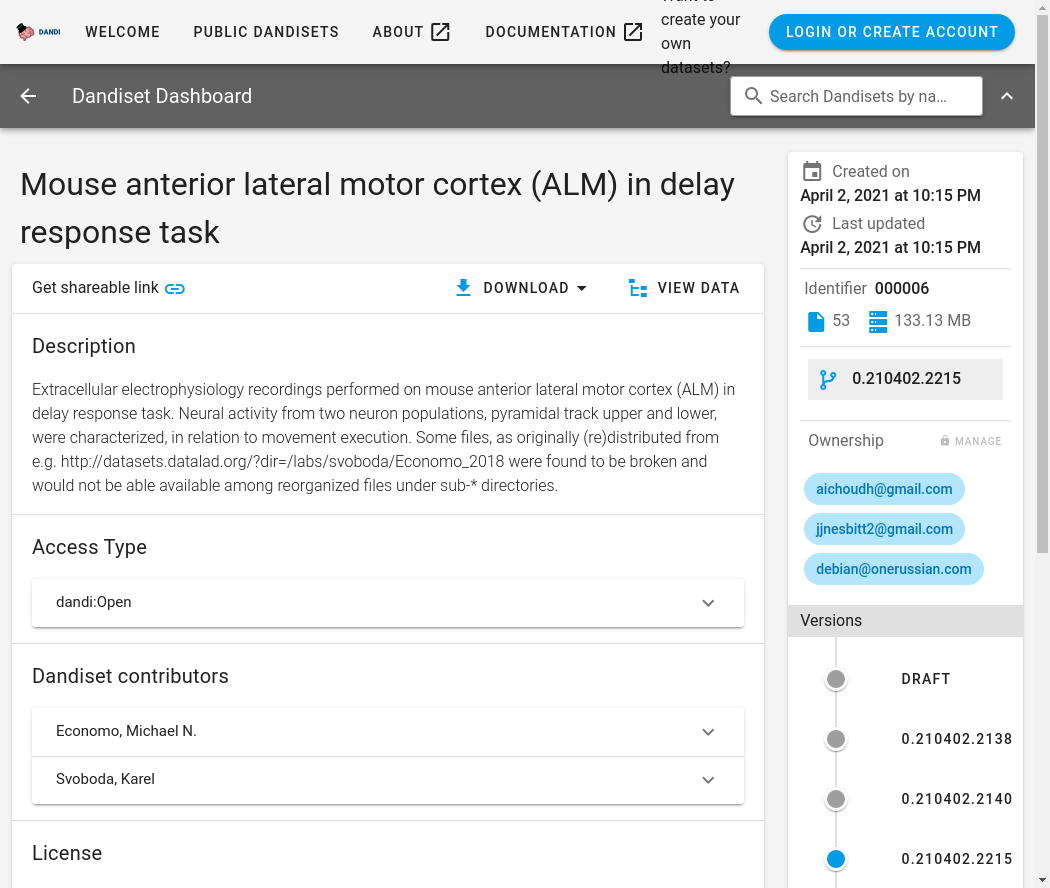 DANDI
WELCOME
PUBLIC DANDISETS
ABOUT
DOCUMENTATION
create your
own
datasets?
LOGIN OR CREATE ACCOUNT
Dandiset Dashboard
Search Dandisets by na...
Mouse anterior lateral motor cortex (ALM) in delay
response task
Get shareable link
DOWNLOAD
VIEW DATA
Description
Extracellular electrophysiology recordings performed on mouse anterior lateral motor cortex (ALM) in
delay response task. Neural activity from two neuron populations, pyramidal track upper and lower,
were characterized, in relation to movement execution. Some files, as originally (re)distributed from
e.g. http://datasets.datalad.org/?dir=/labs/svoboda/Economo_2018 were found to be broken and
would not be able available among reorganized files under sub-* directories.
Access Type
dandi:Open
Dandiset contributors
Economo, Michael N.
Svoboda, Karel
License
Created on
April 2, 2021 at 10:15 PM
Last updated
April 2, 2021 at 10:15 PM
Identifier 000006
53 133.13 MB
0.210402.2215
Ownership
MANAGE
aichoudh@gmail.com
jjnesbitt2@gmail.com
debian@onerussian.com
Versions
DRAFT
0.210402.2138
0.210402.2140
0.210402.2215